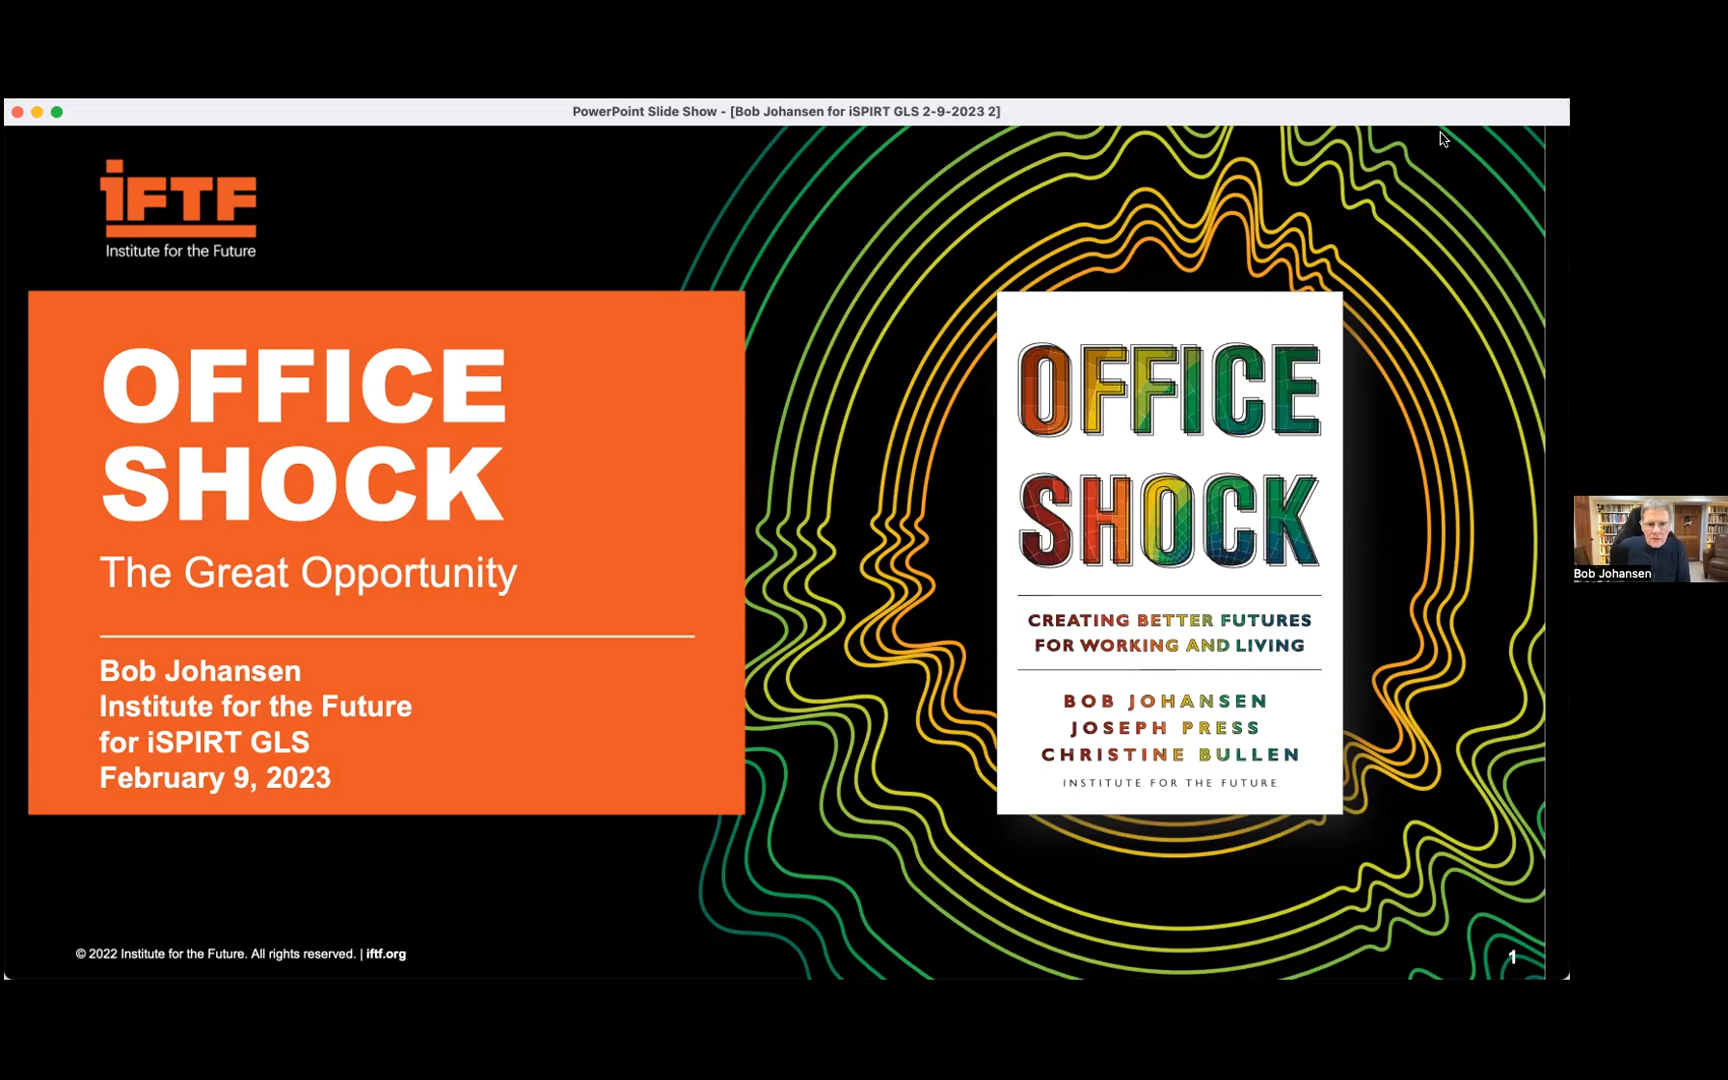 PowerPoint Slide Show - [Bob Johansen for iSPIRT GLS 2-9-2023 2]
iFTF
Institute for the Future
OFFICE
SHOCK
The Great Opportunity
Bob Johansen
Institute for the Future
for iSPIRT GLS
February 9, 2023
OFFICE
SHOCK
CREATING BETTER FUTURES
FOR WORKING AND LIVING
BOB JOHANSEN
JOSEPH PRESS
CHRISTINE BULLEN
INSTITUTE FOR THE FUTURE
Bob Johansen
© 2022 Institute for the Future. All rights reserved. | iftf.org
1